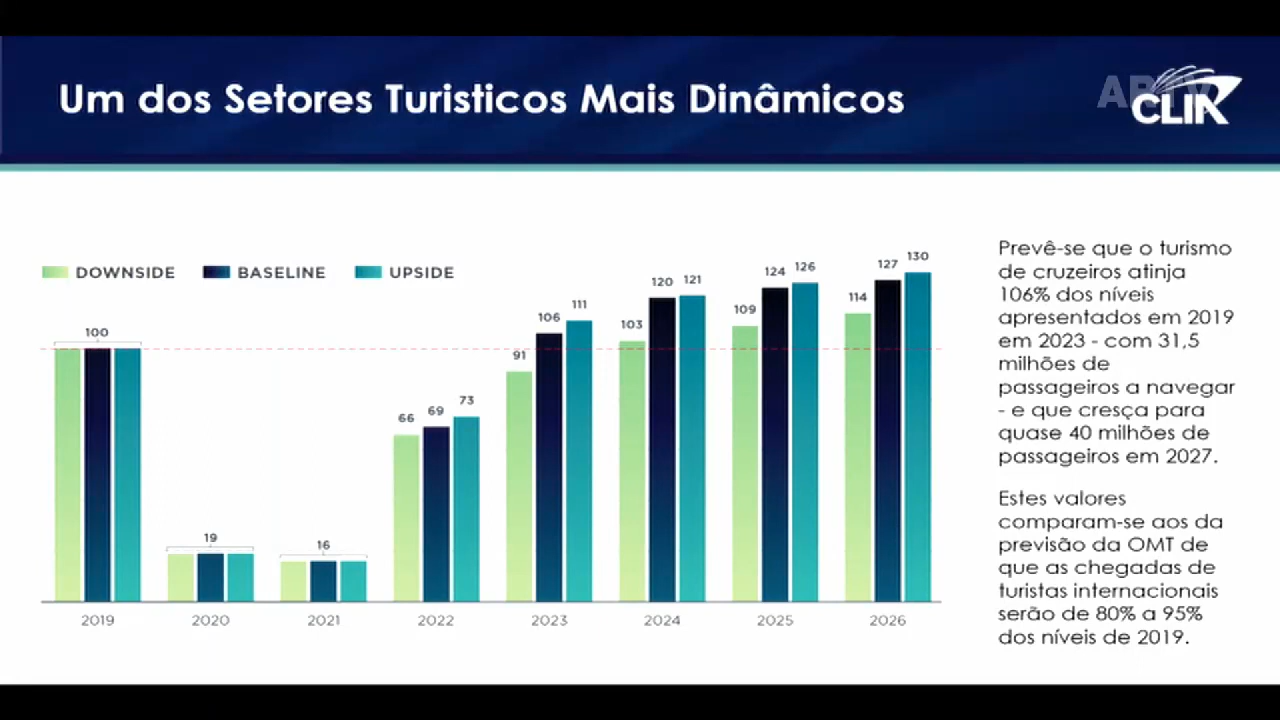 Um dos Setores Turisticos Mais Dinâmicos
CLIA
DOWNSIDE BASELINE UPSIDE
100
19
16
66 69 73
91 106 111
103 120 121
109 124 126
114 127 130
2019 2020 2021 2022 2023 2024 2025 2026
Prevê-se que o turismo
de cruzeiros atinja
106% dos níveis
apresentados em 2019
em 2023 - com 31,5
milhões de
passageiros a navegar
- e que cresça para
quase 40 milhões de
passageiros em 2027.
Estes valores
comparam-se aos da
previsão da OMT de
que as chegadas de
turistas internacionais
serão de 80% a 95%
dos níveis de 2019.